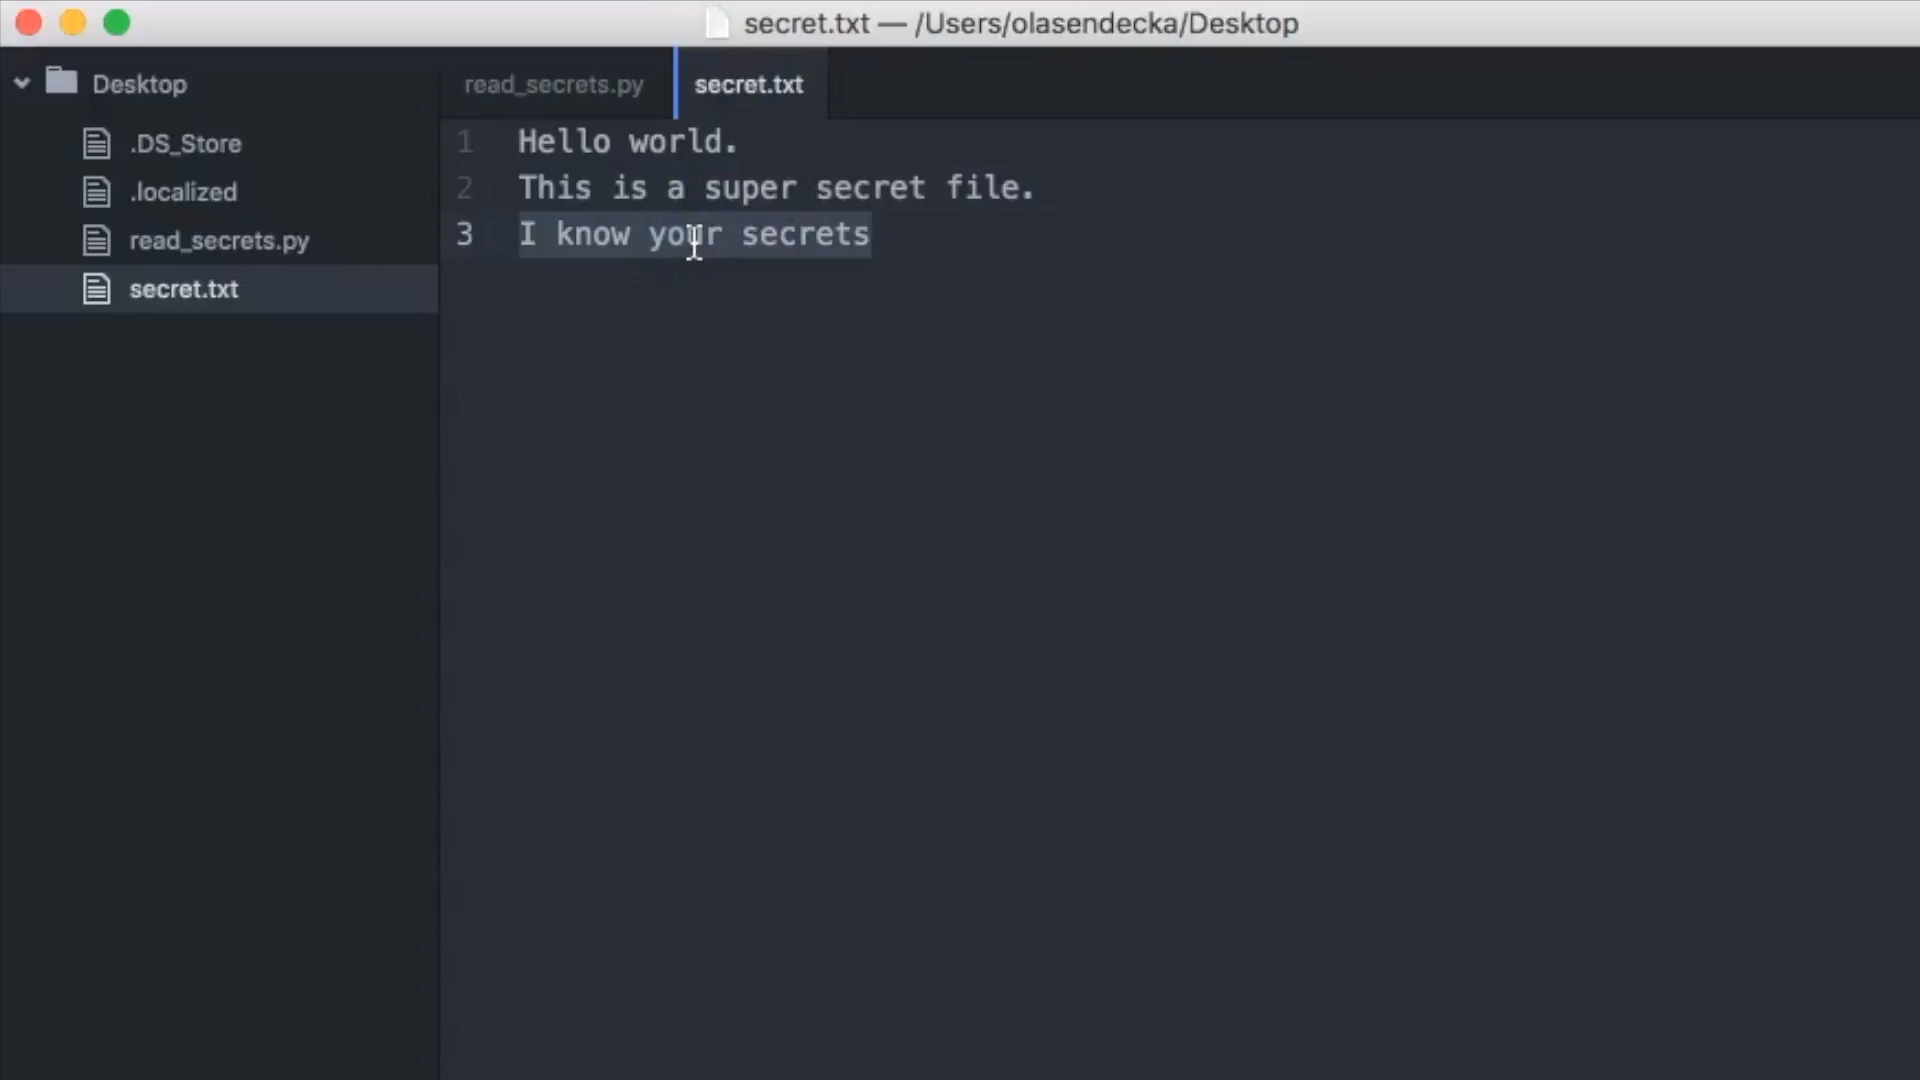 secret.txt — /Users/olasendecka/Desktop
Desktop
.DS_Store
.localized
read_secrets.py
secret.txt
read_secrets.py
secret.txt
1 Hello world.
2 This is a super secret file.
3 I know your secrets